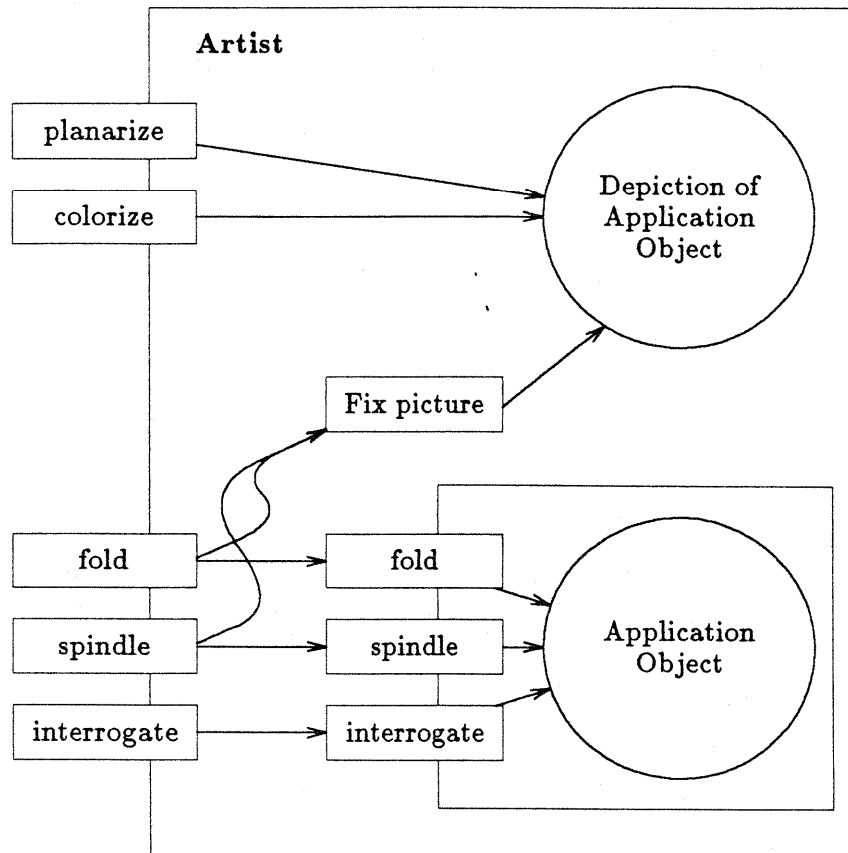 Artist
planarize
colorize
Depiction of
Application
Object
Fix picture
fold
fold
spindle
spindle
Application
Object
interrogate
interrogate